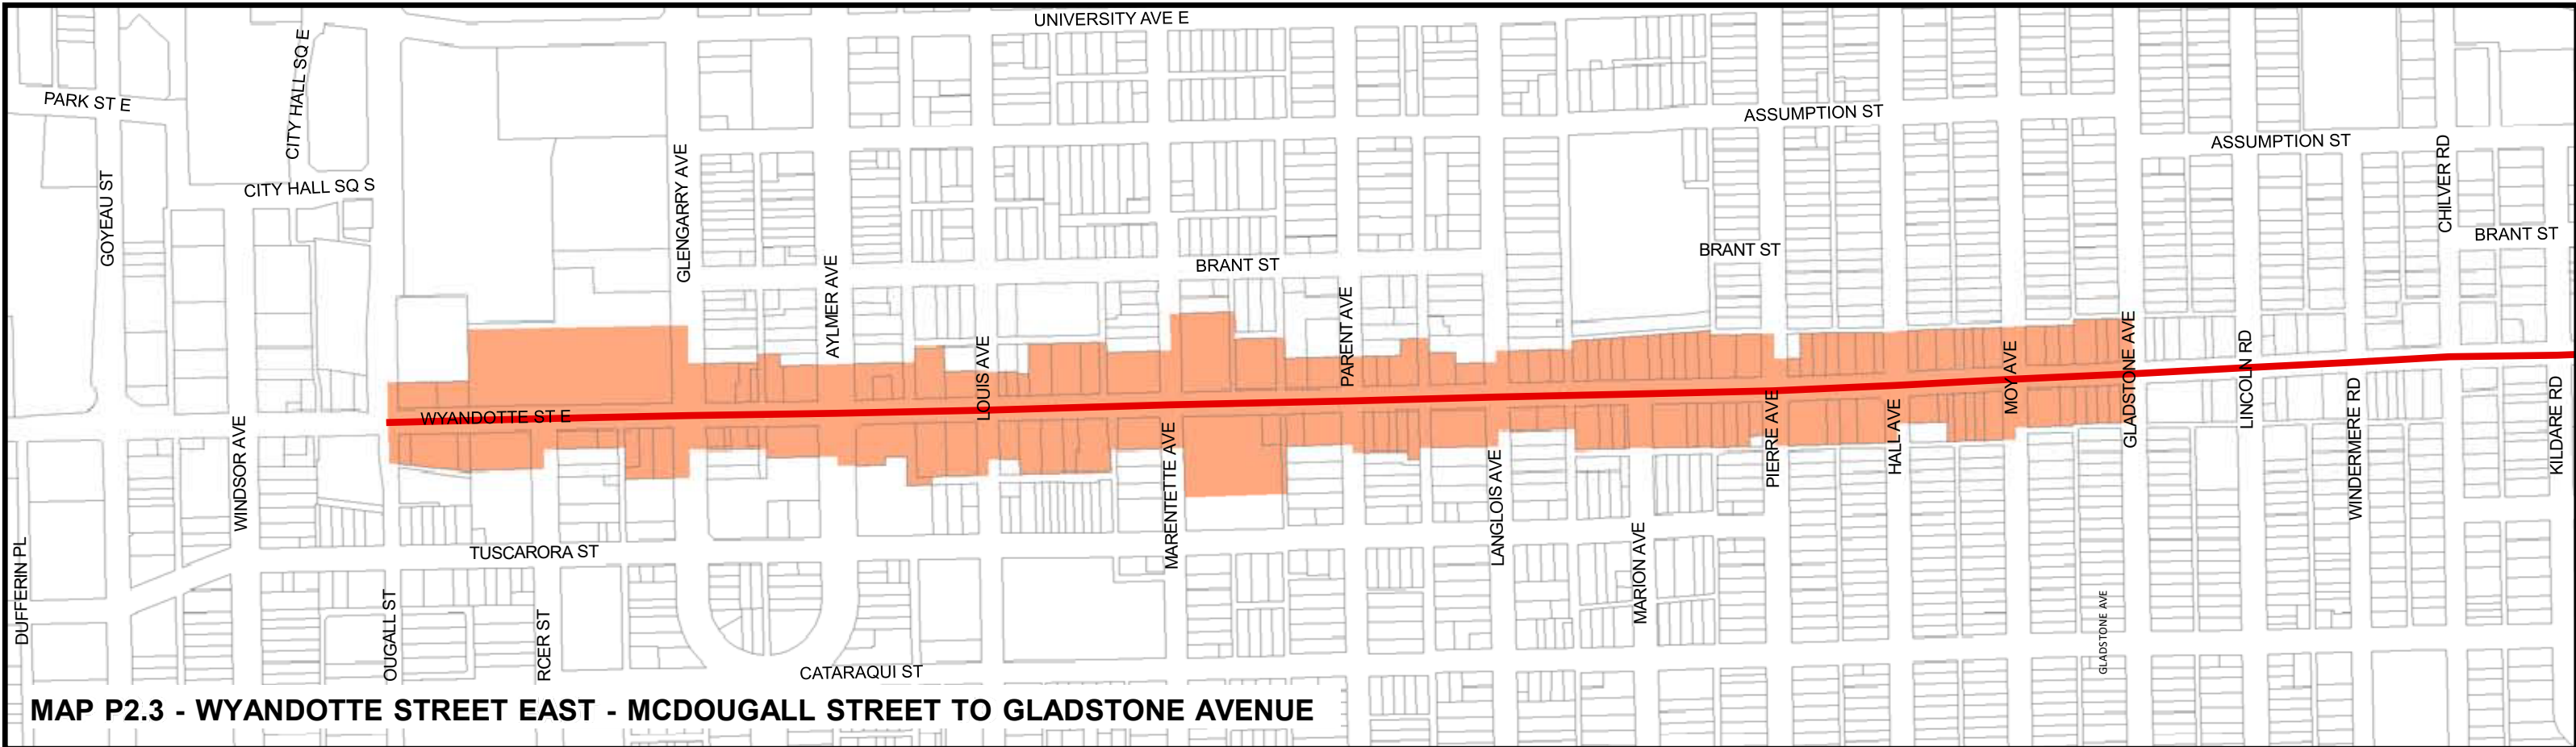 UNIVERSITY AVE E
CITY HALL SQ E
PARK ST E
ASSUMPTION ST
ASSUMPTION ST
CHILVER RD
GOYEAU ST
CITY HALL SQ S
GLENGARRY AVE
AYLMER AVE
BRANT ST
BRANT ST
BRANT ST
LOUIS AVE
PARENT AVE
MOY AVE
GLADSTONE AVE
LINCOLN RD
WINDERMERE RD
KILDARE RD
WYANDOTTE ST E
WINDSOR AVE
MARENTETTE AVE
LANGLOIS AVE
PIERRE AVE
HALL AVE
DUFFERIN PL
TUSCARORA ST
MARION AVE
OUGALL ST
RCER ST
GLADSTONE AVE
CATARAQUI ST
MAP P2.3 - WYANDOTTE STREET EAST - MCDOUGALL STREET TO GLADSTONE AVENUE